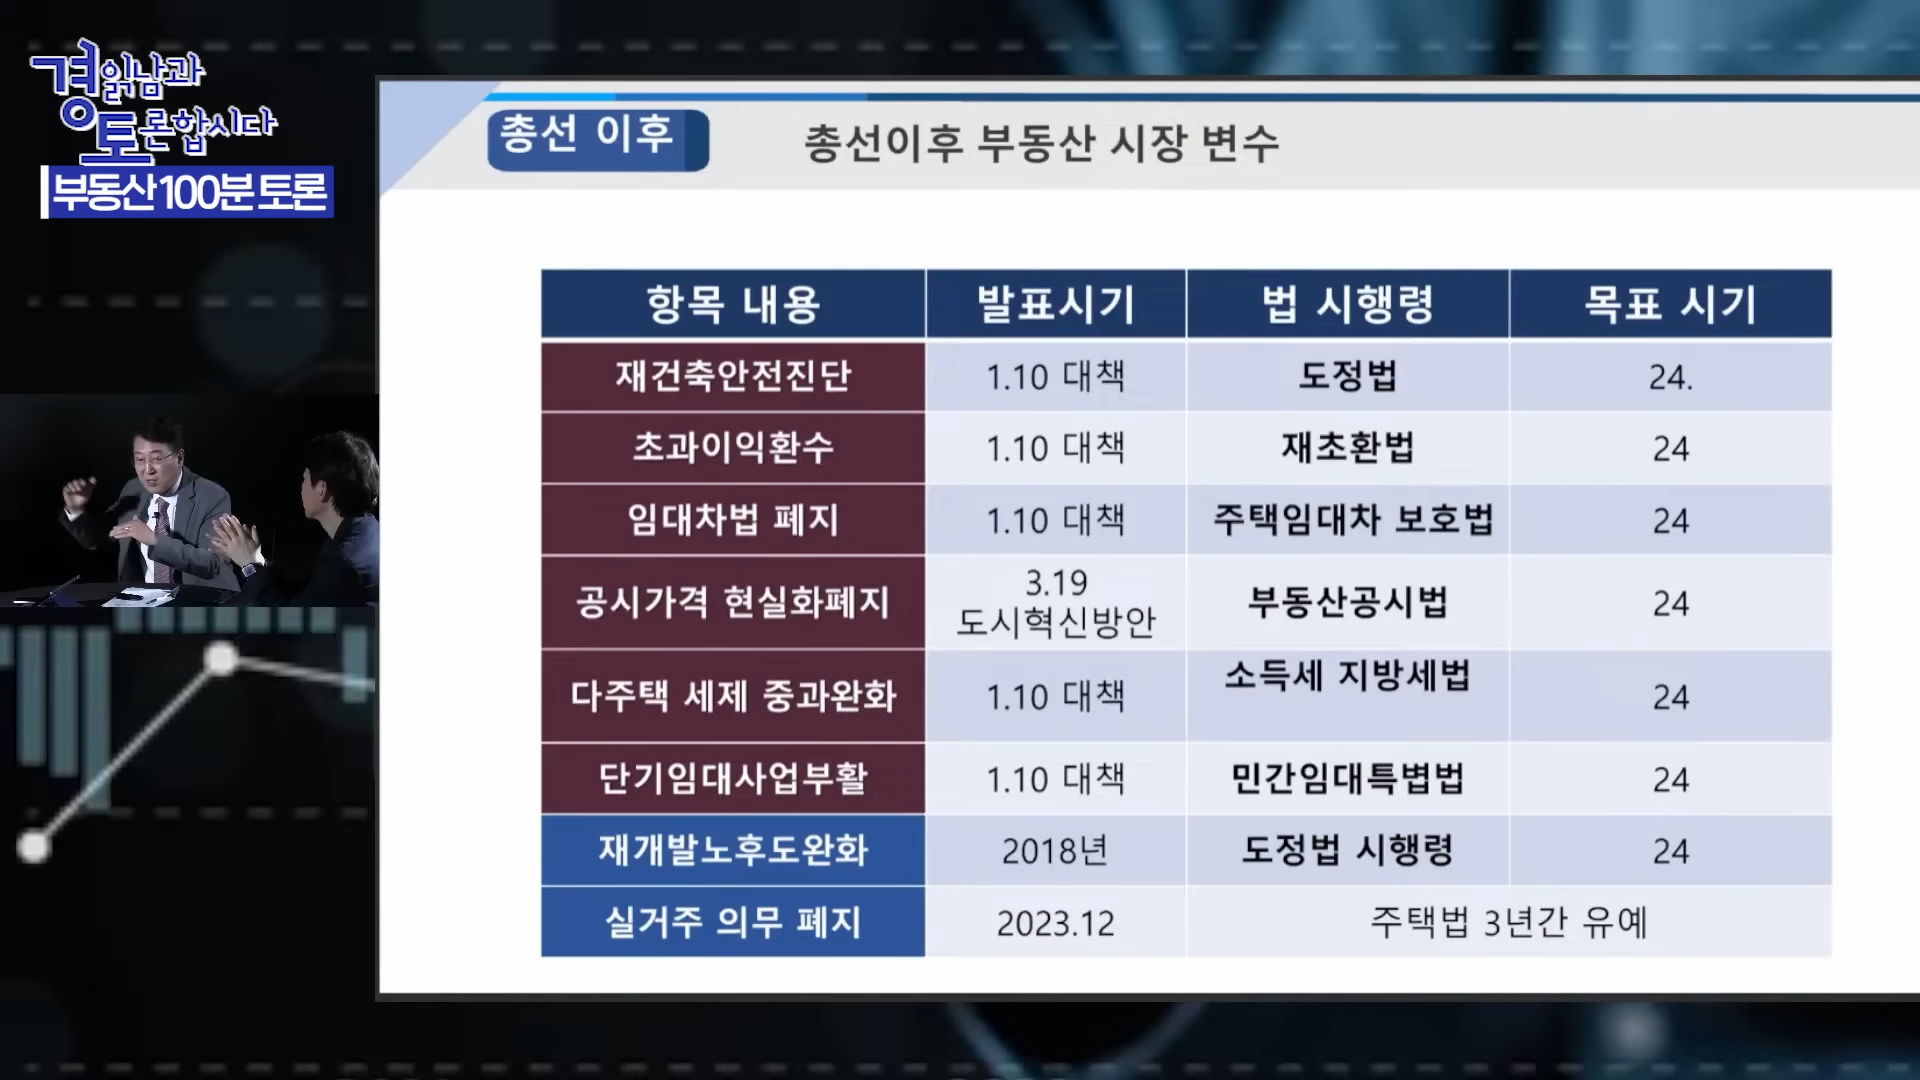 경읽남과
토론합시다
부동산100분 토론
총선 이후
총선이후 부동산 시장 변수
항목 내용 발표시기 법 시행령 목표 시기
재건축안전진단 1.10 대책 도정법 24.
초과이익환수 1.10 대책 재초환법 24
임대차법 폐지 1.10 대책 주택임대차 보호법 24
공시가격 현실화폐지 3.19 도시혁신방안 부동산공시법 24
다주택 세제 중과완화 1.10 대책 소득세 지방세법 24
단기임대사업부활 1.10 대책 민간임대특별법 24
재개발노후도완화 2018년 도정법 시행령 24
실거주 의무 폐지 2023.12 주택법 3년간 유예